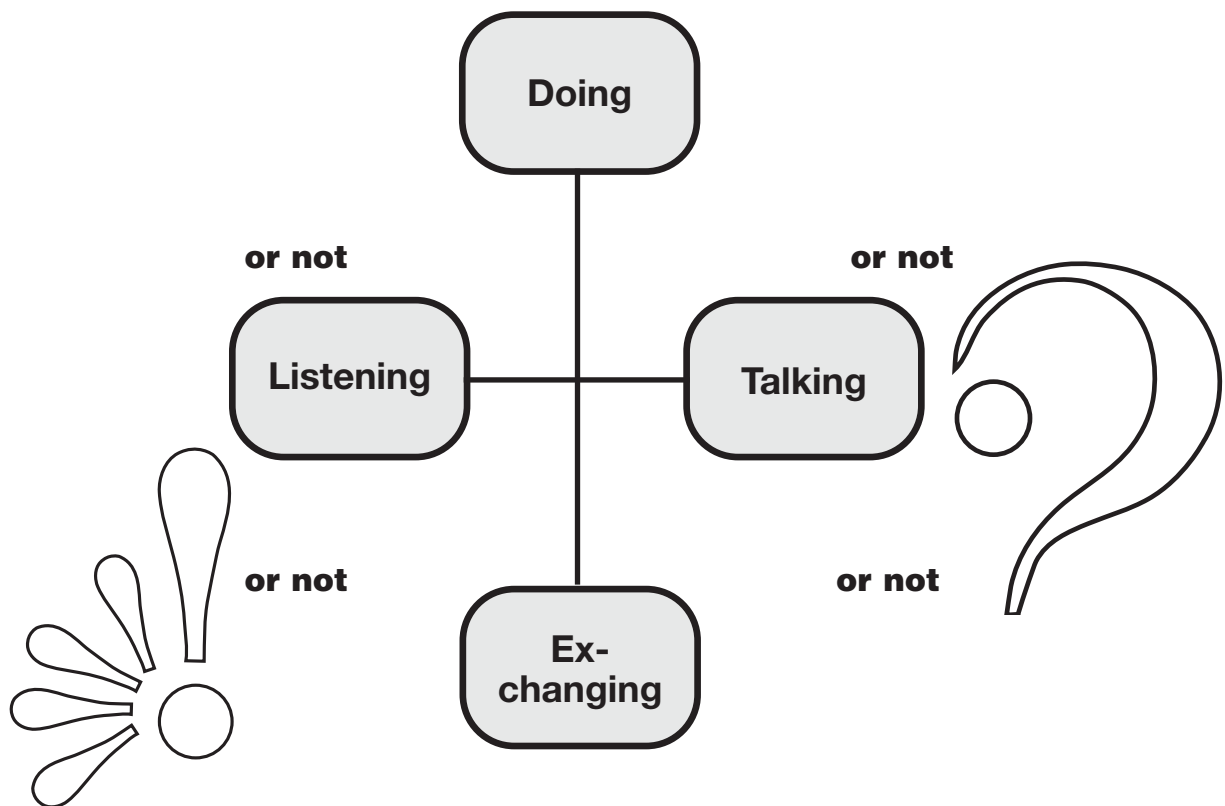 Doing
or not
or not
Listening
Talking
or not
or not
Ex-
changing